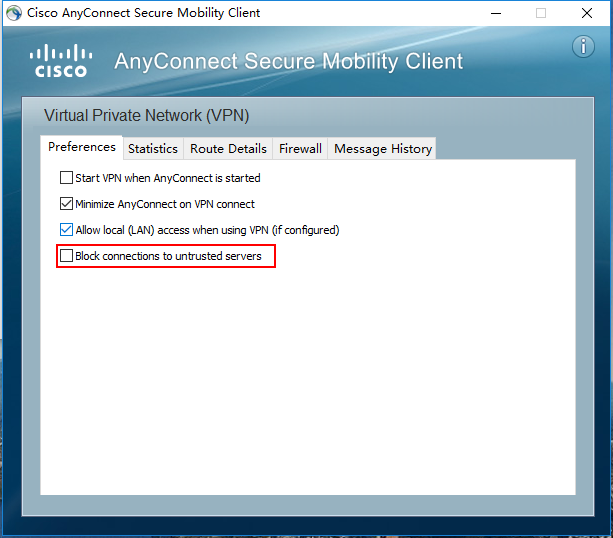 Cisco AnyConnect Secure Mobility Client
CISCO AnyConnect Secure Mobility Client
Virtual Private Network (VPN)
Preferences Statistics Route Details Firewall Message History
Start VPN when AnyConnect is started
Minimize AnyConnect on VPN connect
Allow local (LAN) access when using VPN (if configured)
Block connections to untrusted servers